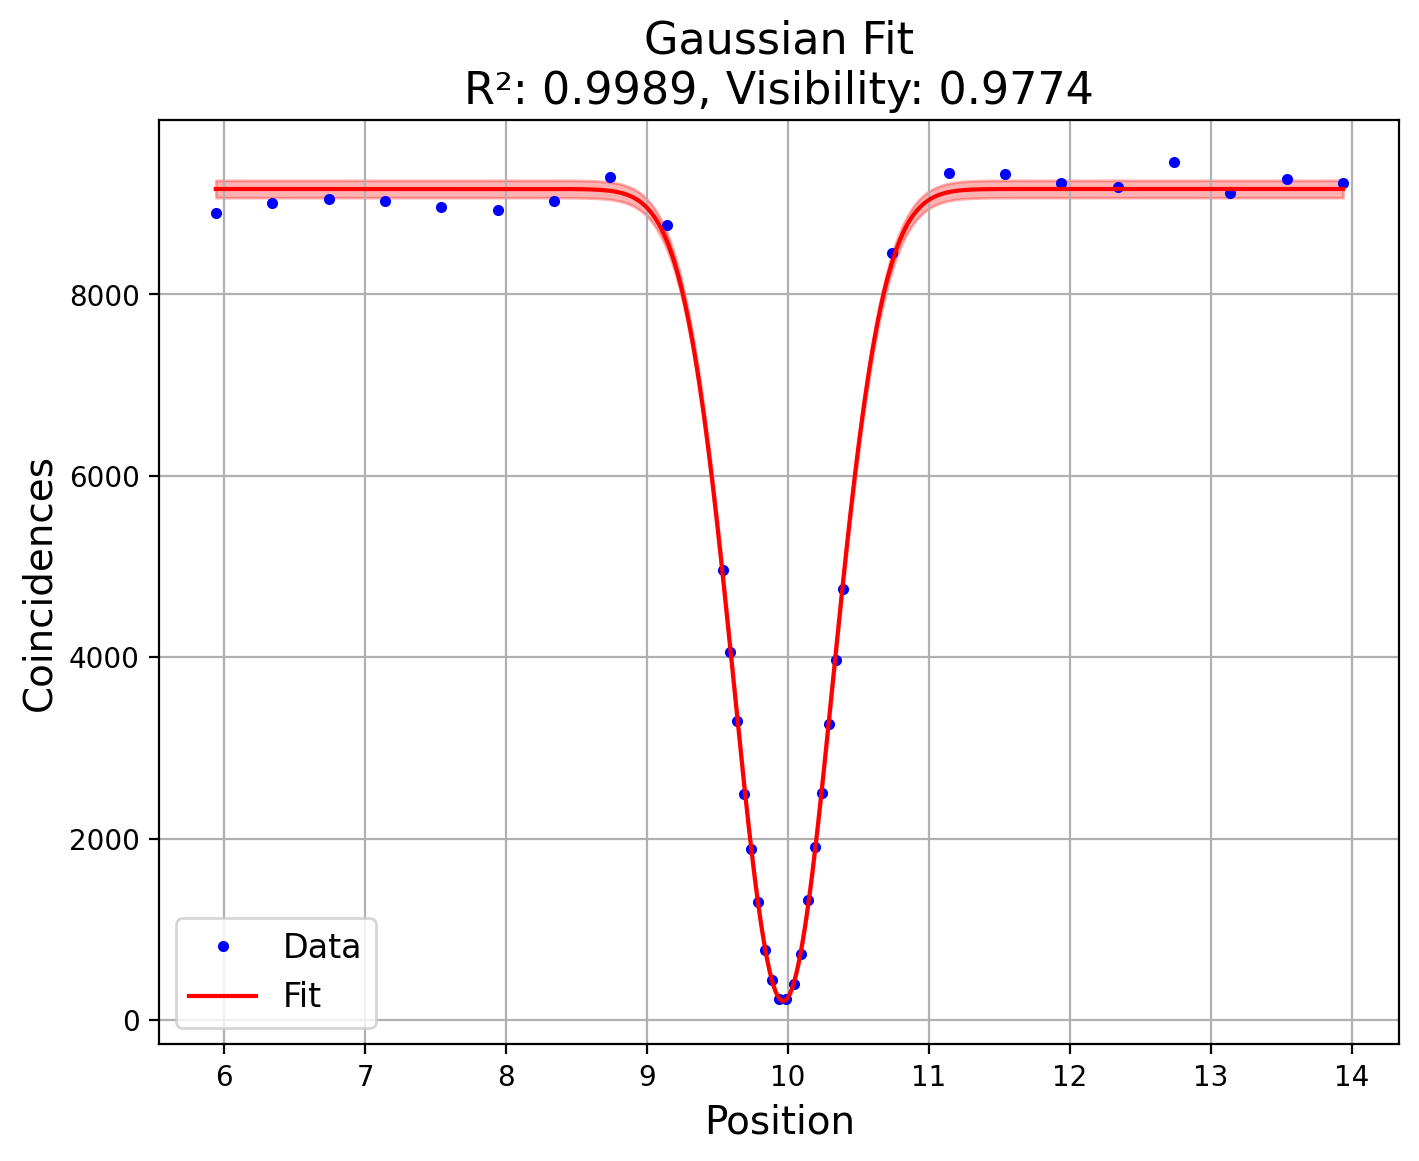 Gaussian Fit
R²: 0.9989, Visibility: 0.9774
Coincidences
8000
6000
4000
2000
0
Data
Fit
6 7 8 9 10 11 12 13 14
Position